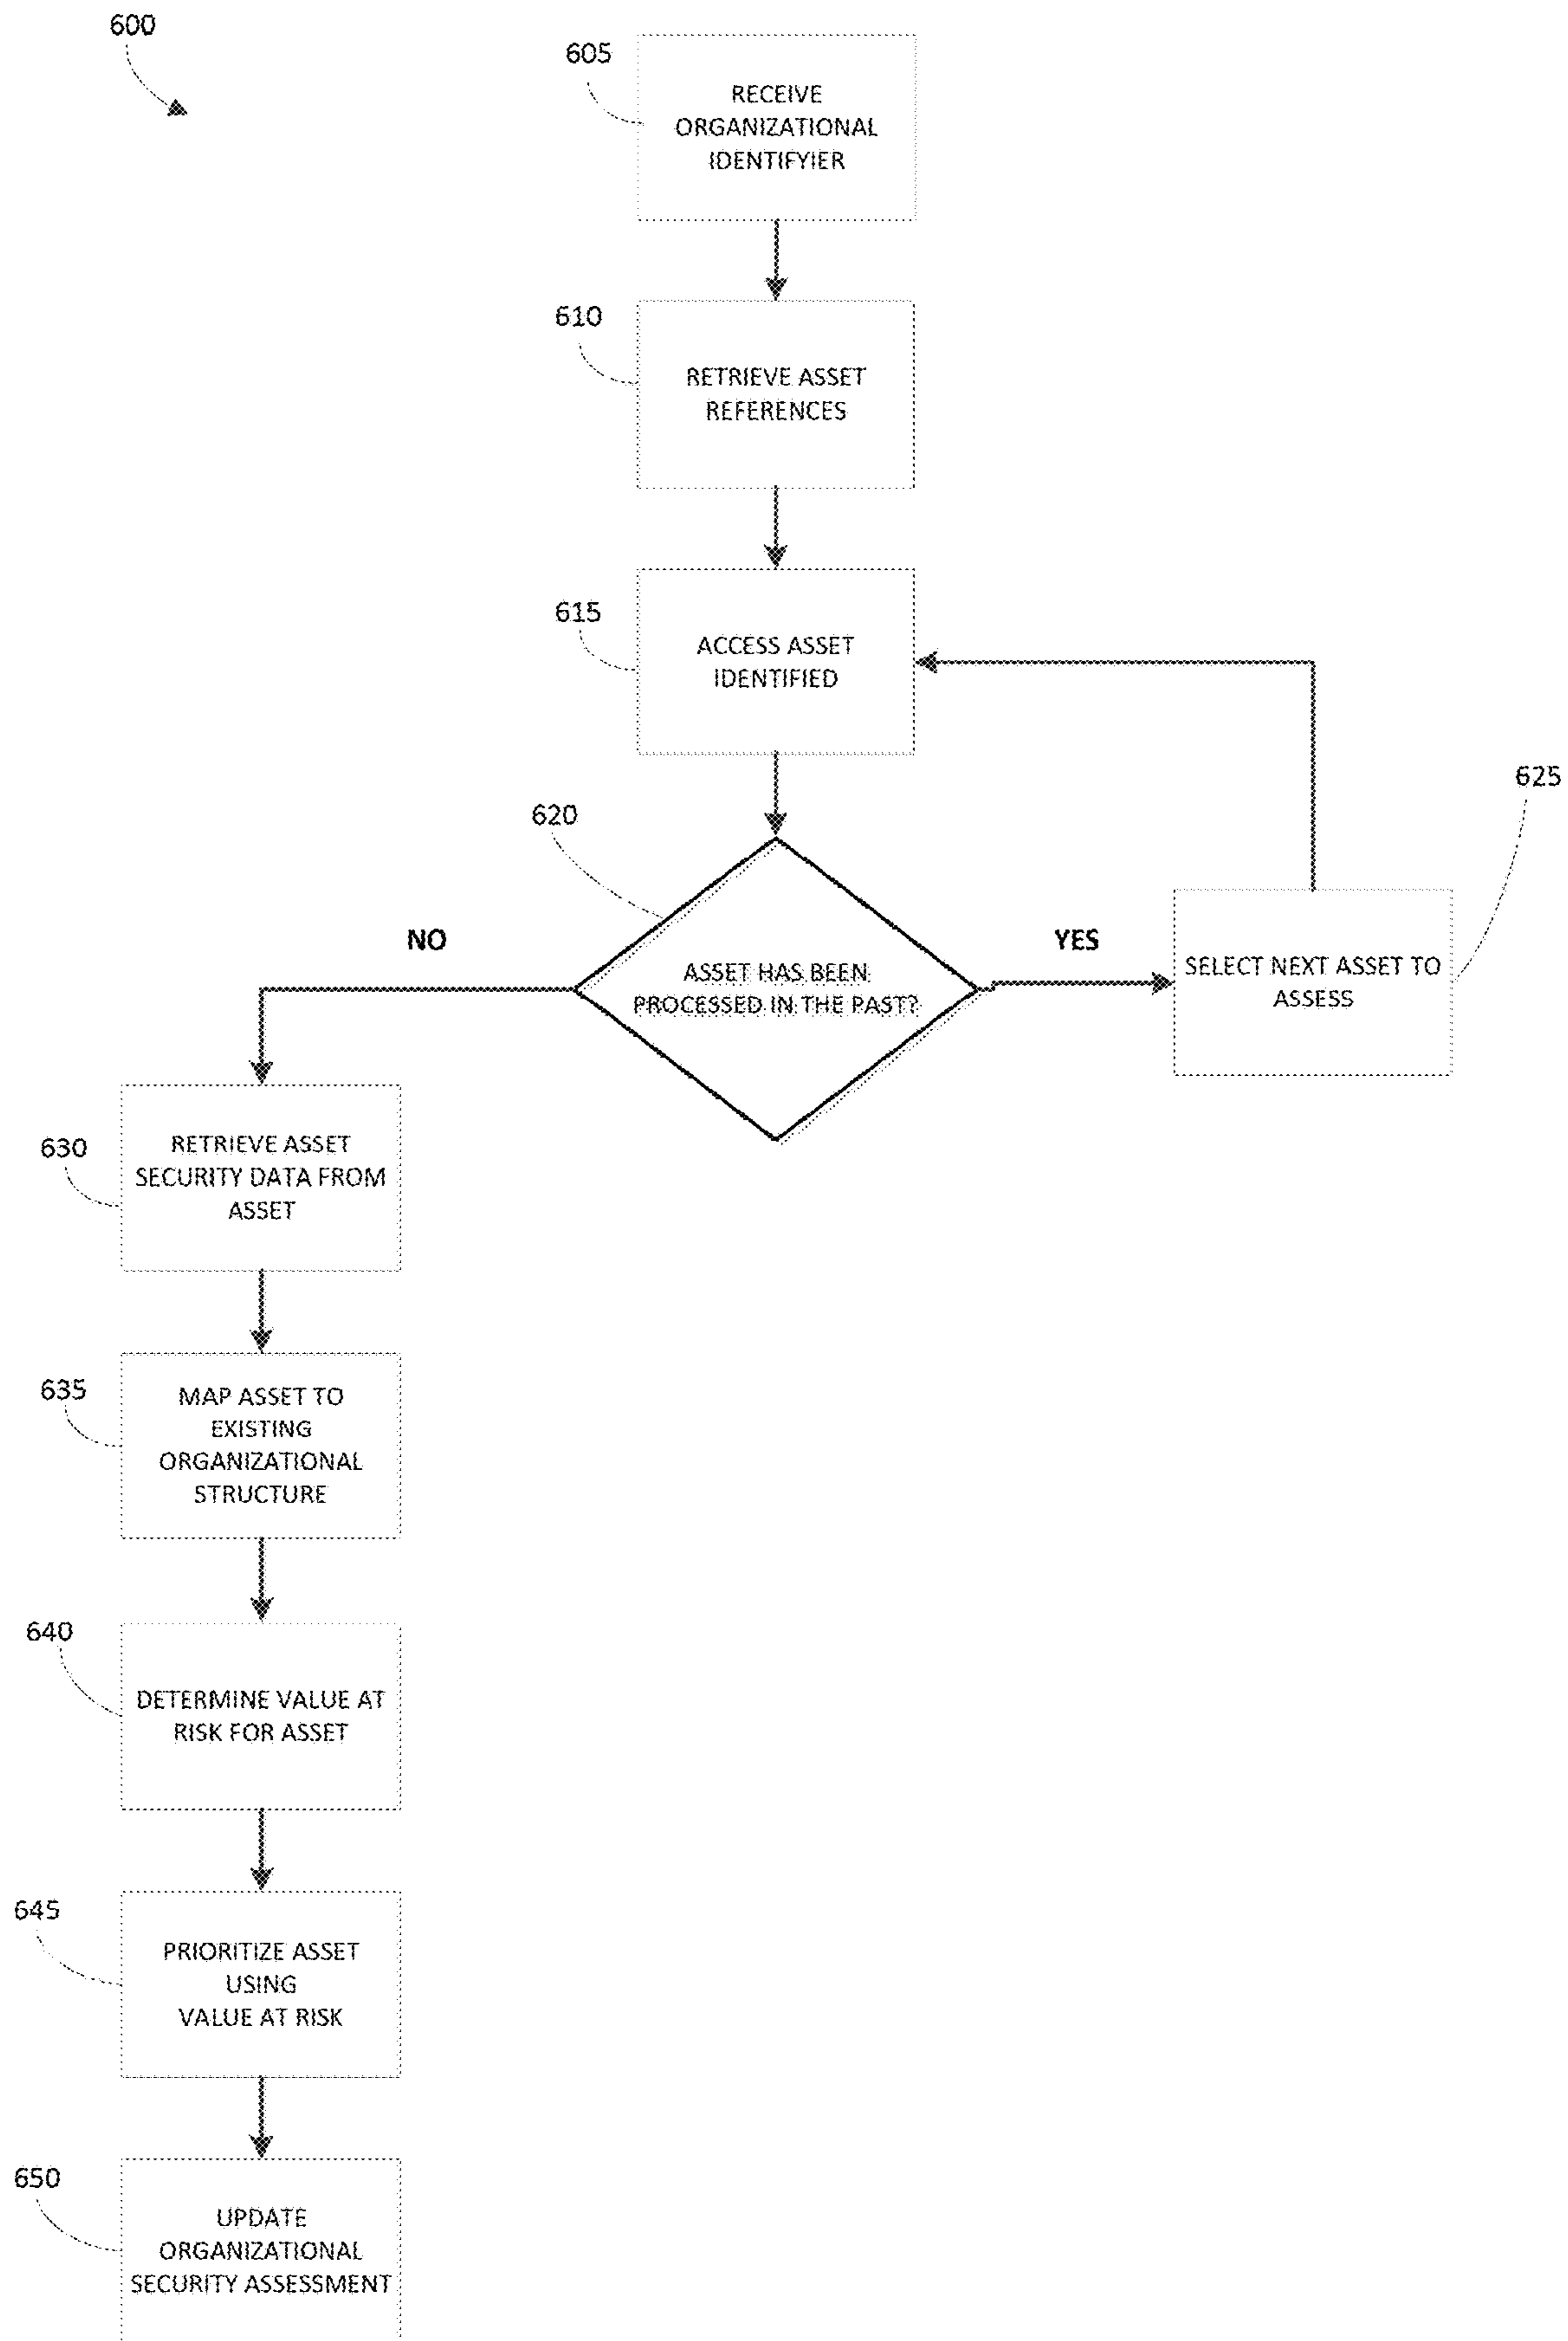 600
605
RECEIVE
ORGANIZATIONAL
IDENTIFYIER
610
RETRIEVE ASSET
REFERENCES
615
ACCESS ASSET
IDENTIFIED
620
625
NO
YES
ASSET HAS BEEN
PROCESSED IN THE PAST?
SELECT NEXT ASSET TO
ASSESS
630
RETRIEVE ASSET
SECURITY DATA FROM
ASSET
635
MAP ASSET TO
EXISTING
ORGANIZATIONAL
STRUCTURE
640
DETERMINE VALUE AT
RISK FOR ASSET
645
PRIORITIZE ASSET
USING
VALUE AT RISK
650
UPDATE
ORGANIZATIONAL
SECURITY ASSESSMENT